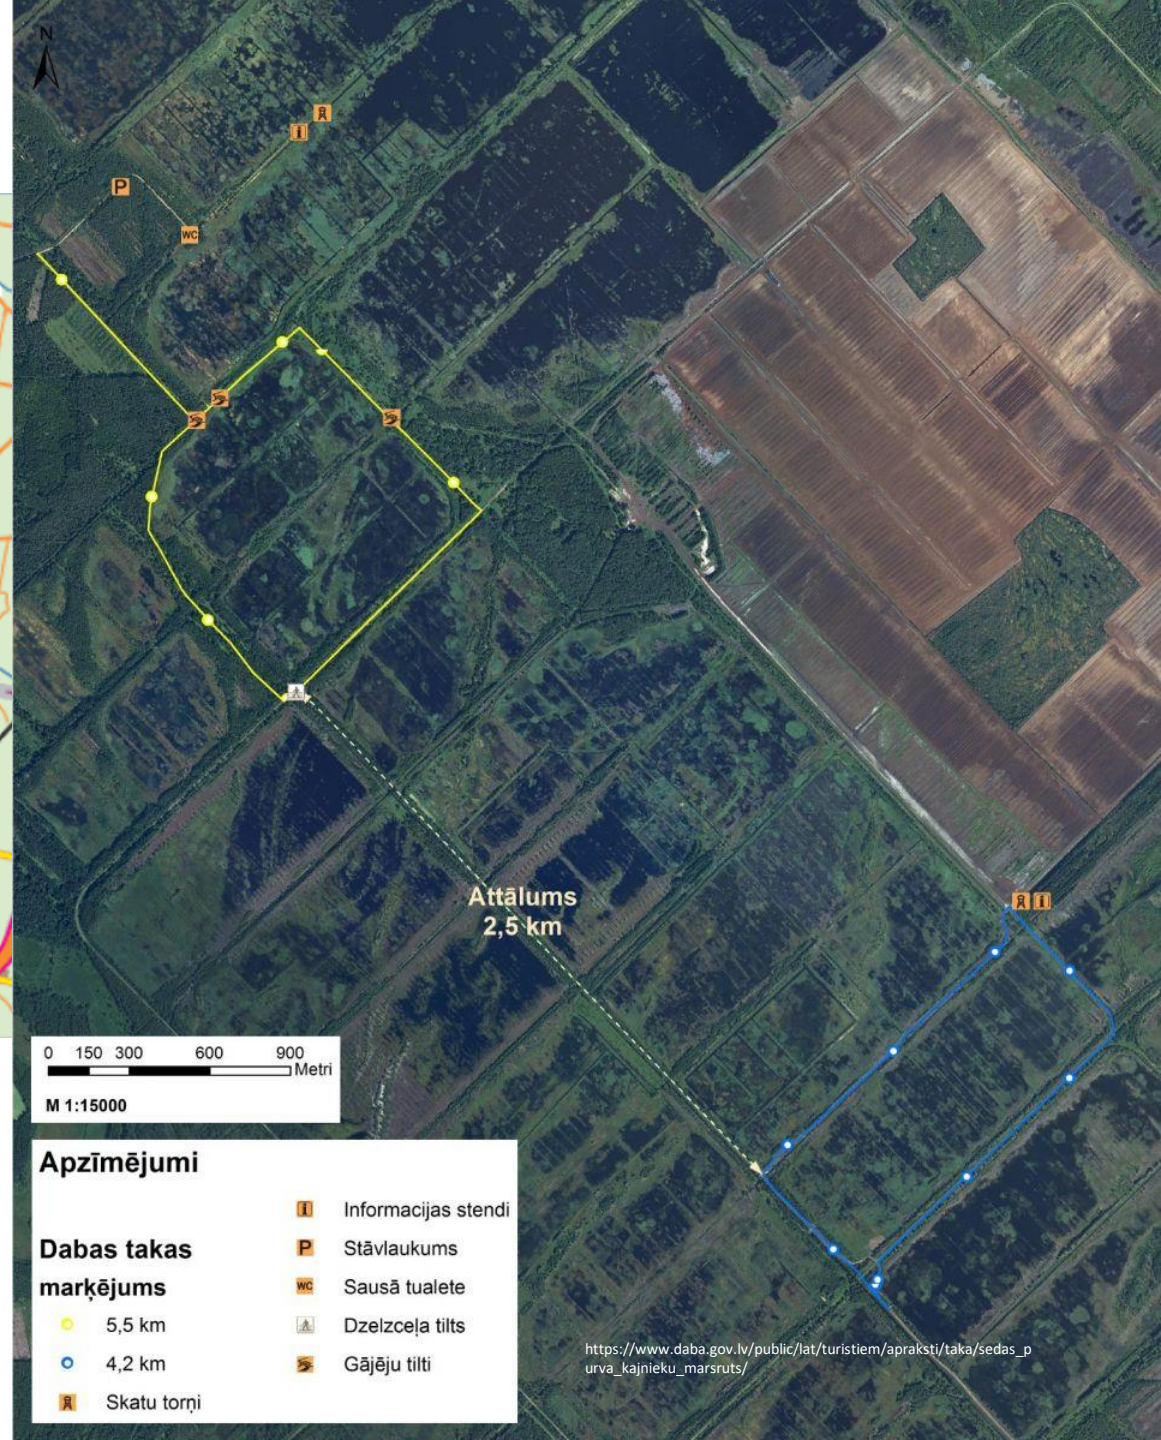 N
P
WC
Attālums
2,5 km
0 150 300 600 900
Metri
M 1:15000
Apzīmējumi
Dabas takas
marķējums
5,5 km
4,2 km
Skatu torņi
Informacijas stendi
P Stāvlaukums
WC Sausā tualete
Dzelzceļa tilts
Gājēju tilti
https://www.daba.gov.lv/public/lat/turistiem/apraksti/taka/sedas_p
urva_kajnieku_marsruts/